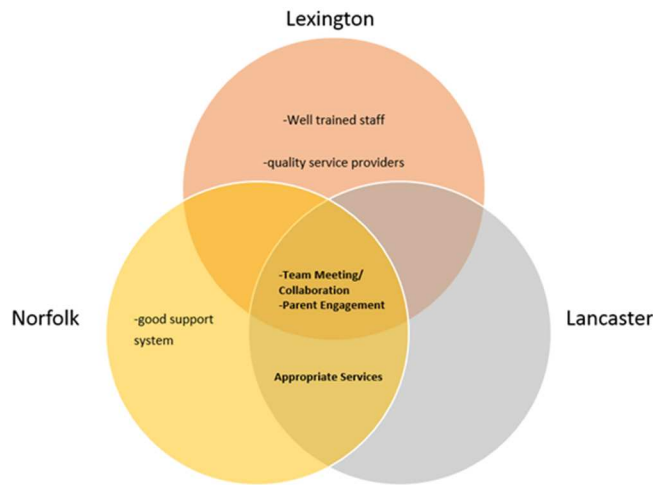 Lexington
-Well trained staff
-quality service providers
-Team Meeting/
Collaboration
-Parent Engagement
Norfolk
-good support
system
Lancaster
Appropriate Services